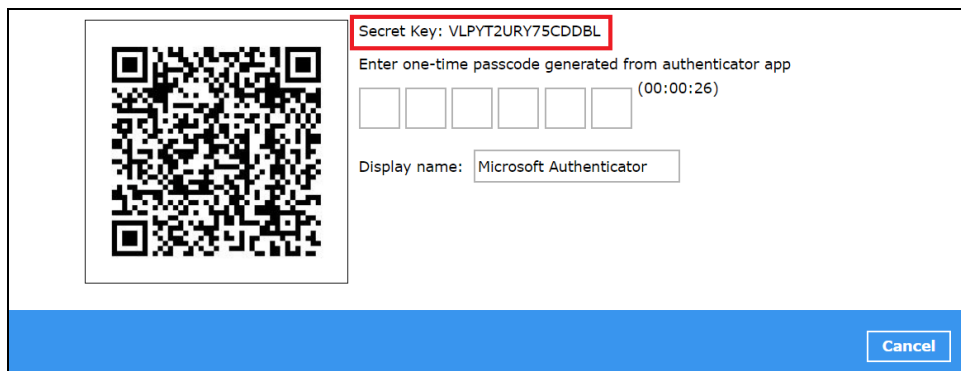 Secret Key: VLPYT2URY75CDDBL
Enter one-time passcode generated from authenticator app
(00:00:26)
Display name: Microsoft Authenticator
Cancel